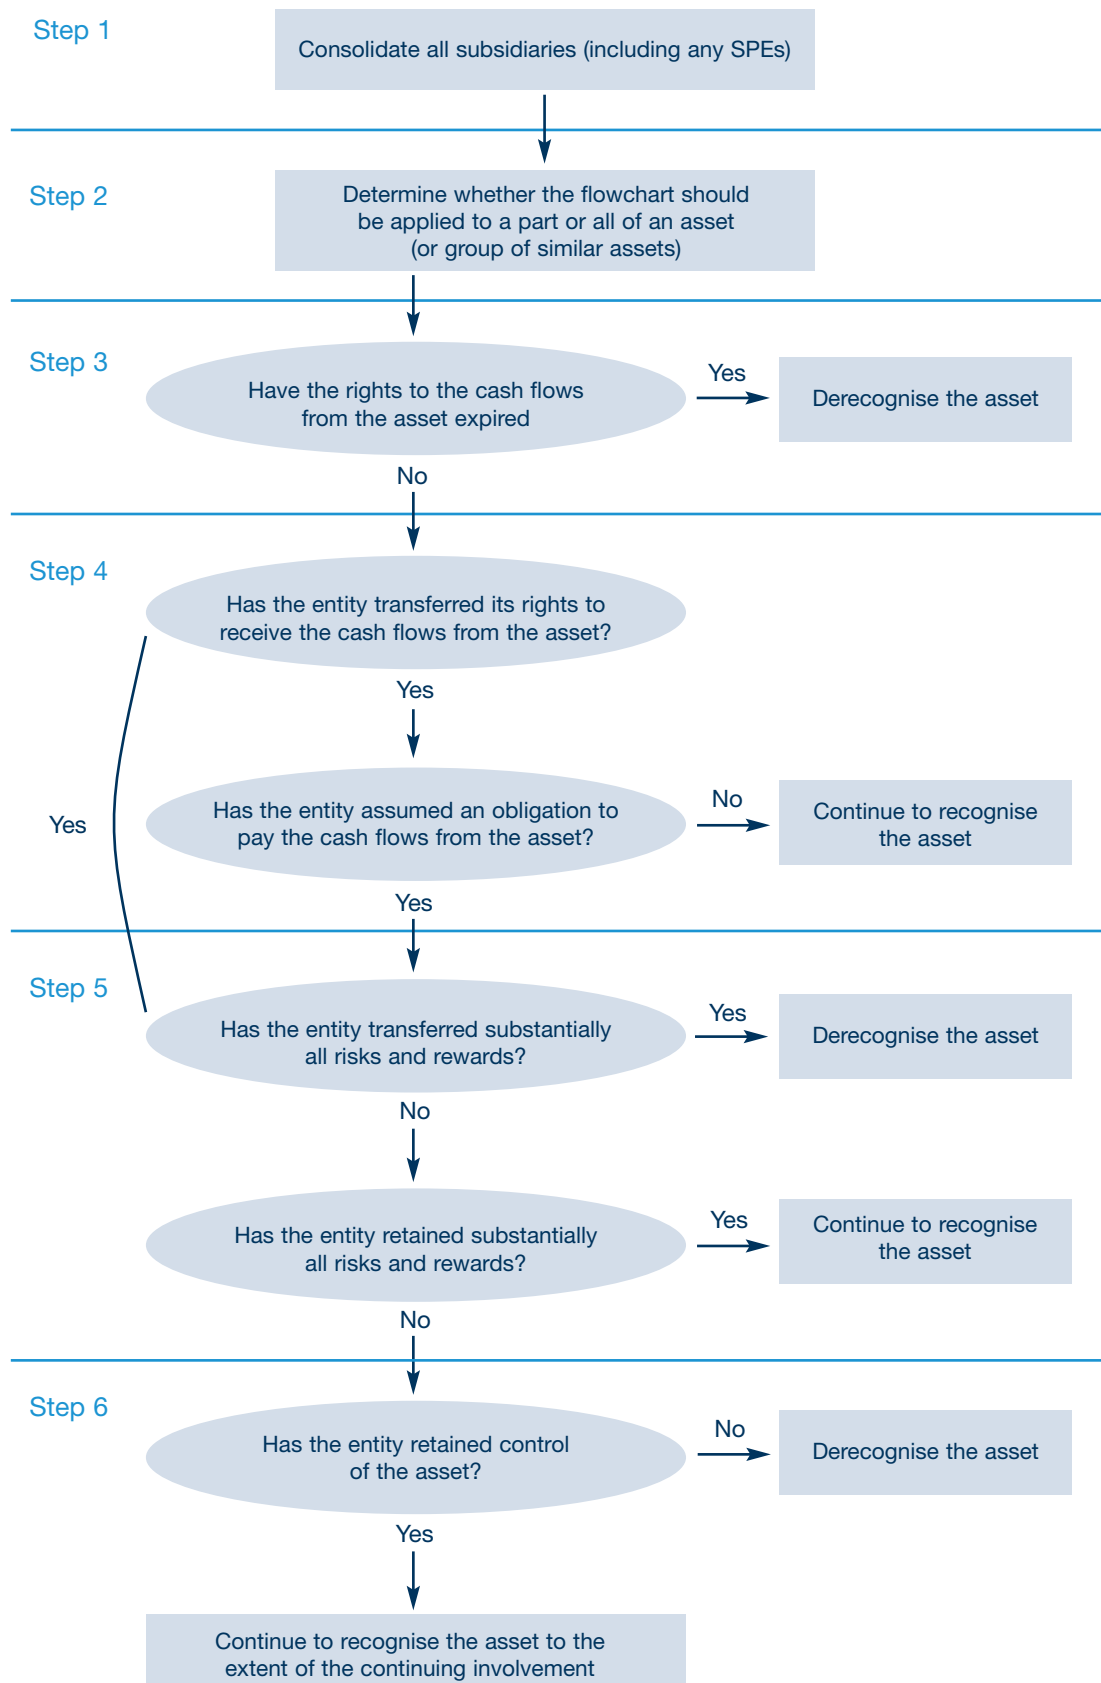 Step 1
Consolidate all subsidiaries (including any SPEs)
Step 2
Determine whether the flowchart should
be applied to a part or all of an asset
(or group of similar assets)
Step 3
Have the rights to the cash flows
from the asset expired
Yes
Derecognise the asset
No
Step 4
Has the entity transferred its rights to
receive the cash flows from the asset?
Yes
Yes
Has the entity assumed an obligation to
pay the cash flows from the asset?
No
Continue to recognise
the asset
Yes
Step 5
Has the entity transferred substantially
all risks and rewards?
Yes
Derecognise the asset
No
Has the entity retained substantially
all risks and rewards?
Yes
Continue to recognise
the asset
No
Step 6
Has the entity retained control
of the asset?
No
Derecognise the asset
Yes
Continue to recognise the asset to the
extent of the continuing involvement